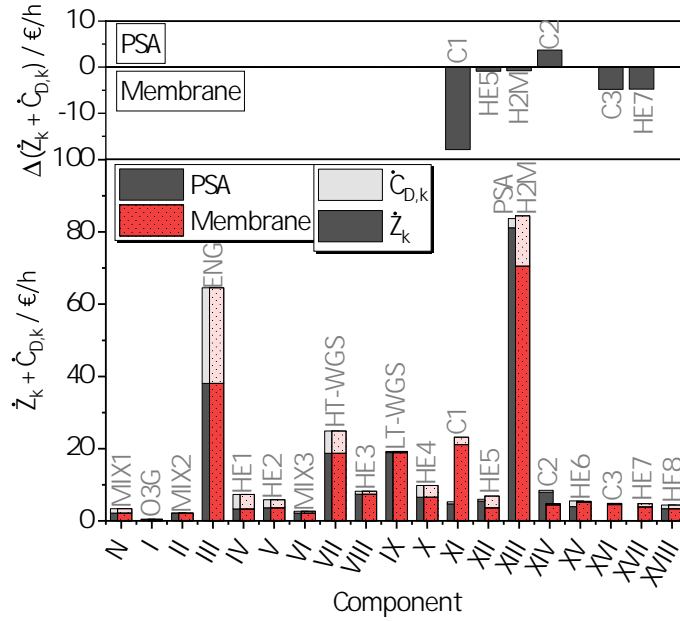 Δ(Ż_k + Ċ_D,k) / €/h
10
0
-10
PSA
Membrane
C1
HE5
H2M
C2
C3
HE7
Ż_k + Ċ_D,k / €/h
100
80
60
40
20
0
PSA
Membrane
Ċ_D,k
Ż_k
MIX1
O3G
MIX2
ENG
HE1
HE2
MIX3
HT-WGS
HE3
LT-WGS
HE4
C1
HE5
PSA
H2M
C2
HE6
C3
HE7
HE8
N
I
II
III
IV
V
VI
VII
VIII
IX
X
XI
XII
XIII
XIV
XV
XVI
XVII
XVIII
Component